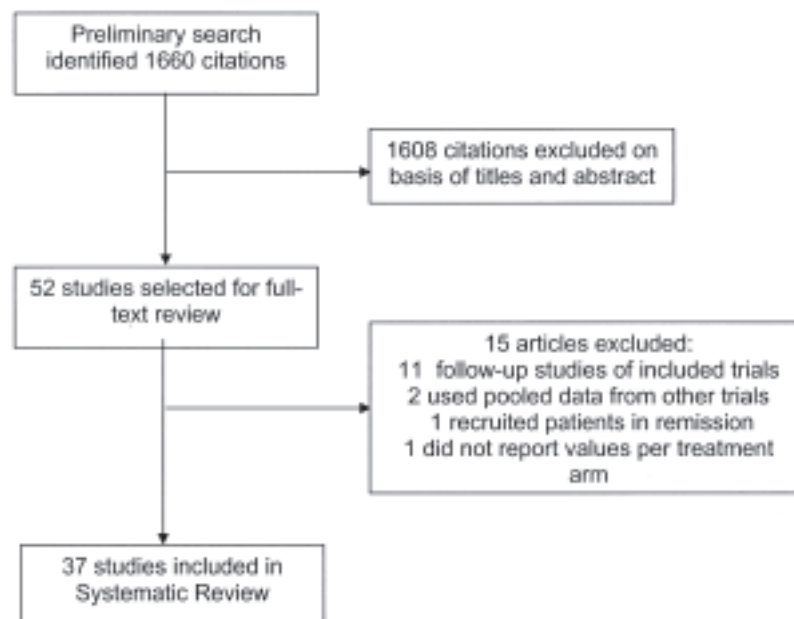 Preliminary search
identified 1660 citations
1608 citations excluded on
basis of titles and abstract
52 studies selected for full-
text review
15 articles excluded:
11 follow-up studies of included trials
2 used pooled data from other trials
1 recruited patients in remission
1 did not report values per treatment
arm
37 studies included in
Systematic Review